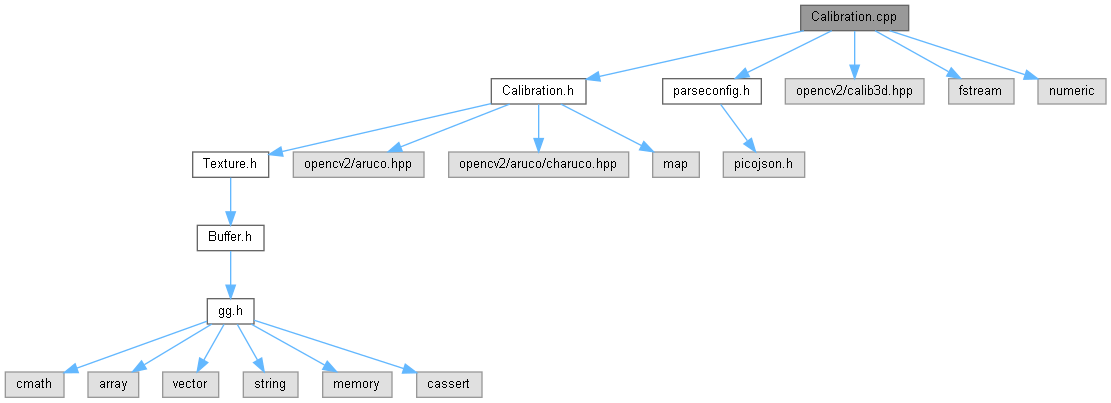 Calibration.cpp
Calibration.h
parseconfig.h
opencv2/calib3d.hpp
fstream
numeric
Texture.h
opencv2/aruco.hpp
opencv2/aruco/charuco.hpp
map
picojson.h
Buffer.h
gg.h
cmath
array
vector
string
memory
cassert